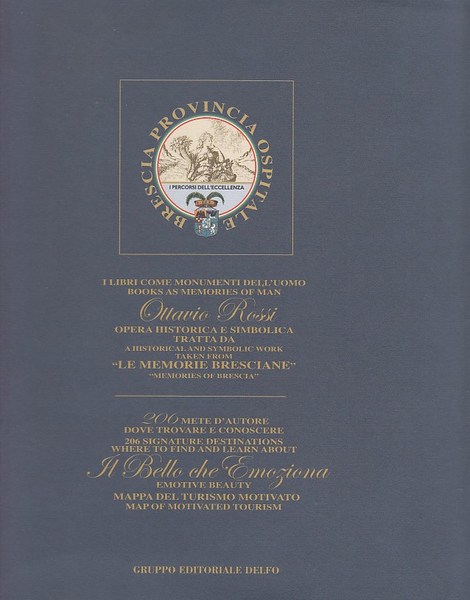 BRESCIA PROVINCIA OSPITALE
I PERCORSI DELL'ECCELLENZA
I LIBRI COME MONUMENTI DELL'UOMO
BOOKS AS MEMORIES OF MAN
Ottavio Rossi
OPERA HISTORICA E SIMBOLICA
TRATTA DA
A HISTORICAL AND SYMBOLIC WORK
TAKEN FROM
"LE MEMORIE BRESCIANE"
"MEMORIES OF BRESCIA"
206 METE D'AUTORE
DOVE TROVARE E CONOSCERE
206 SIGNATURE DESTINATIONS
WHERE TO FIND AND LEARN ABOUT
Il Bello che Emoziona
EMOTIVE BEAUTY
MAPPA DEL TURISMO MOTIVATO
MAP OF MOTIVATED TOURISM
GRUPPO EDITORIALE DELFO